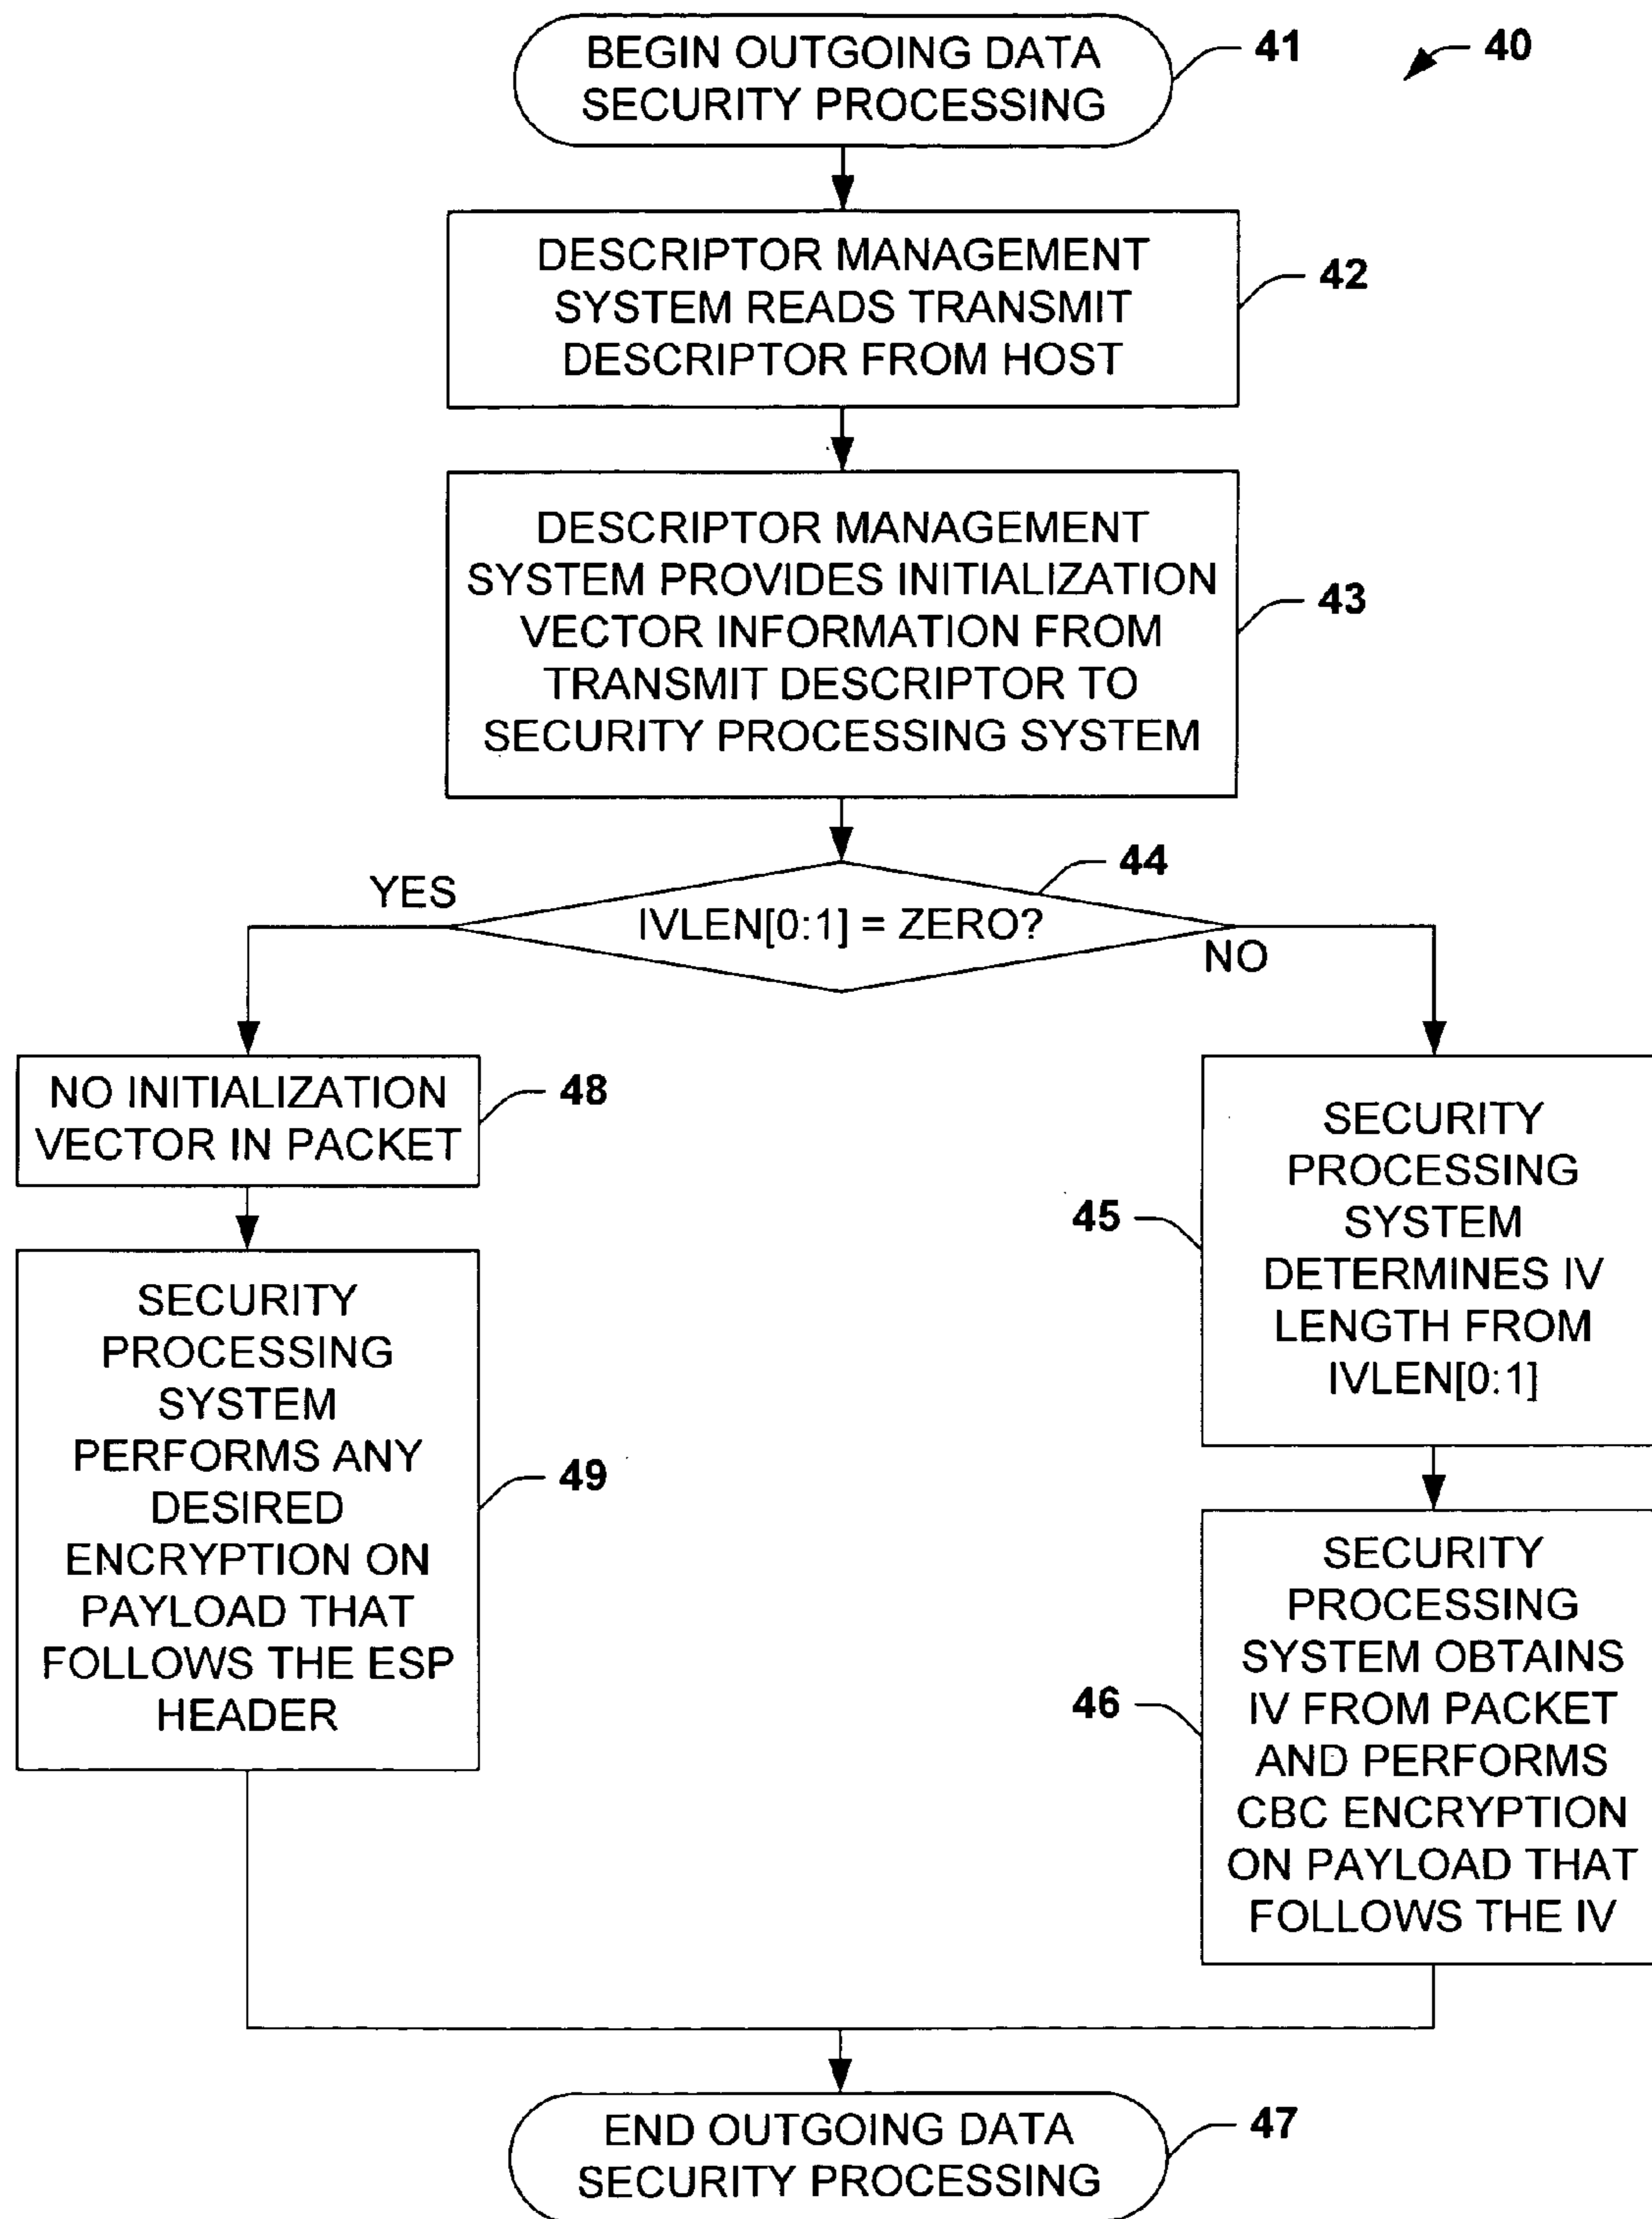 BEGIN OUTGOING DATA
SECURITY PROCESSING
41
40
DESCRIPTOR MANAGEMENT
SYSTEM READS TRANSMIT
DESCRIPTOR FROM HOST
42
DESCRIPTOR MANAGEMENT
SYSTEM PROVIDES INITIALIZATION
VECTOR INFORMATION FROM
TRANSMIT DESCRIPTOR TO
SECURITY PROCESSING SYSTEM
43
44
YES
IVLEN[0:1] = ZERO?
NO
NO INITIALIZATION
VECTOR IN PACKET
48
SECURITY
PROCESSING
SYSTEM
DETERMINES IV
LENGTH FROM
IVLEN[0:1]
45
SECURITY
PROCESSING
SYSTEM
PERFORMS ANY
DESIRED
ENCRYPTION ON
PAYLOAD THAT
FOLLOWS THE ESP
HEADER
49
SECURITY
PROCESSING
SYSTEM OBTAINS
IV FROM PACKET
AND PERFORMS
CBC ENCRYPTION
ON PAYLOAD THAT
FOLLOWS THE IV
46
END OUTGOING DATA
SECURITY PROCESSING
47